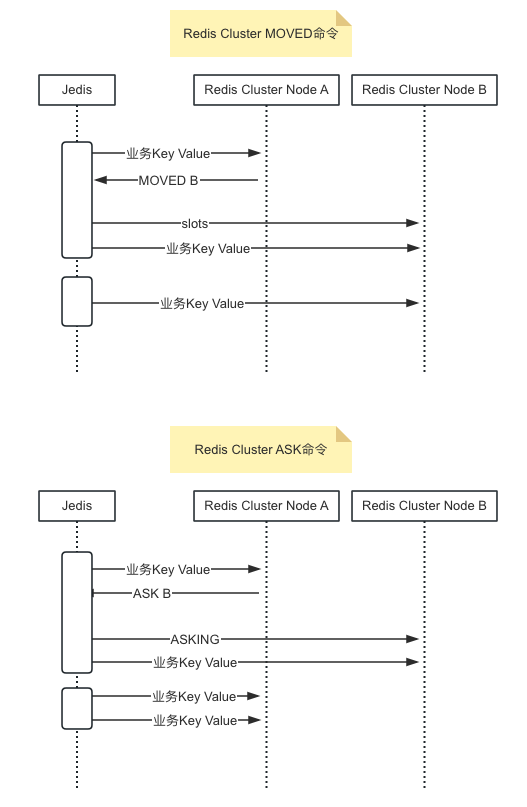 Redis Cluster MOVED命令
Jedis
Redis Cluster Node A
Redis Cluster Node B
业务Key Value
MOVED B
slots
业务Key Value
业务Key Value
Redis Cluster ASK命令
Jedis
Redis Cluster Node A
Redis Cluster Node B
业务Key Value
ASK B
ASKING
业务Key Value
业务Key Value
业务Key Value